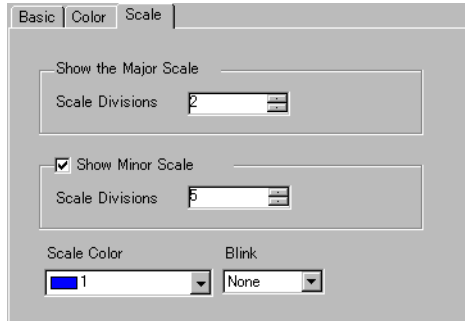 Basic Color Scale
Show the Major Scale
Scale Divisions 2
Show Minor Scale
Scale Divisions 5
Scale Color Blink
1 None